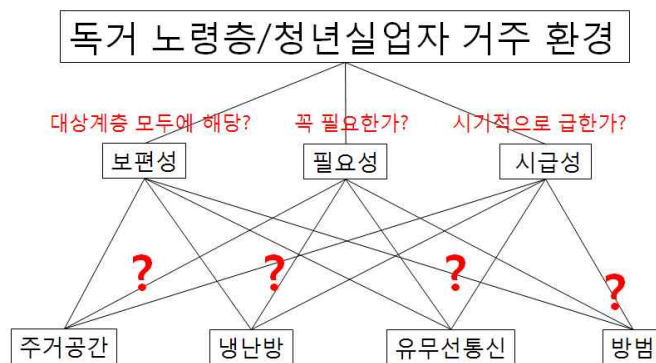 독거 노령층/청년실업자 거주 환경
대상계층 모두에 해당? 꼭 필요한가? 시기적으로 급한가?
보편성 필요성 시급성
? ? ? ?
주거공간 냉난방 유무선통신 방범